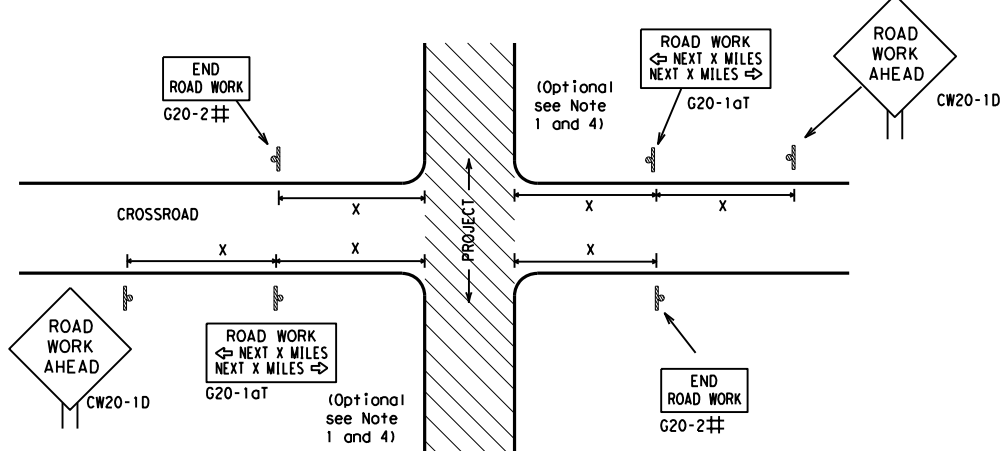 END
ROAD WORK
G20-2#
(Optional
see Note
1 and 4)
ROAD WORK
⇦ NEXT X MILES
NEXT X MILES ⇨
G20-1aT
ROAD
WORK
AHEAD
CW20-1D
X
X
X
CROSSROAD
PROJECT
X
X
X
ROAD
WORK
AHEAD
CW20-1D
ROAD WORK
⇦ NEXT X MILES
NEXT X MILES ⇨
G20-1aT
(Optional
see Note
1 and 4)
END
ROAD WORK
G20-2#